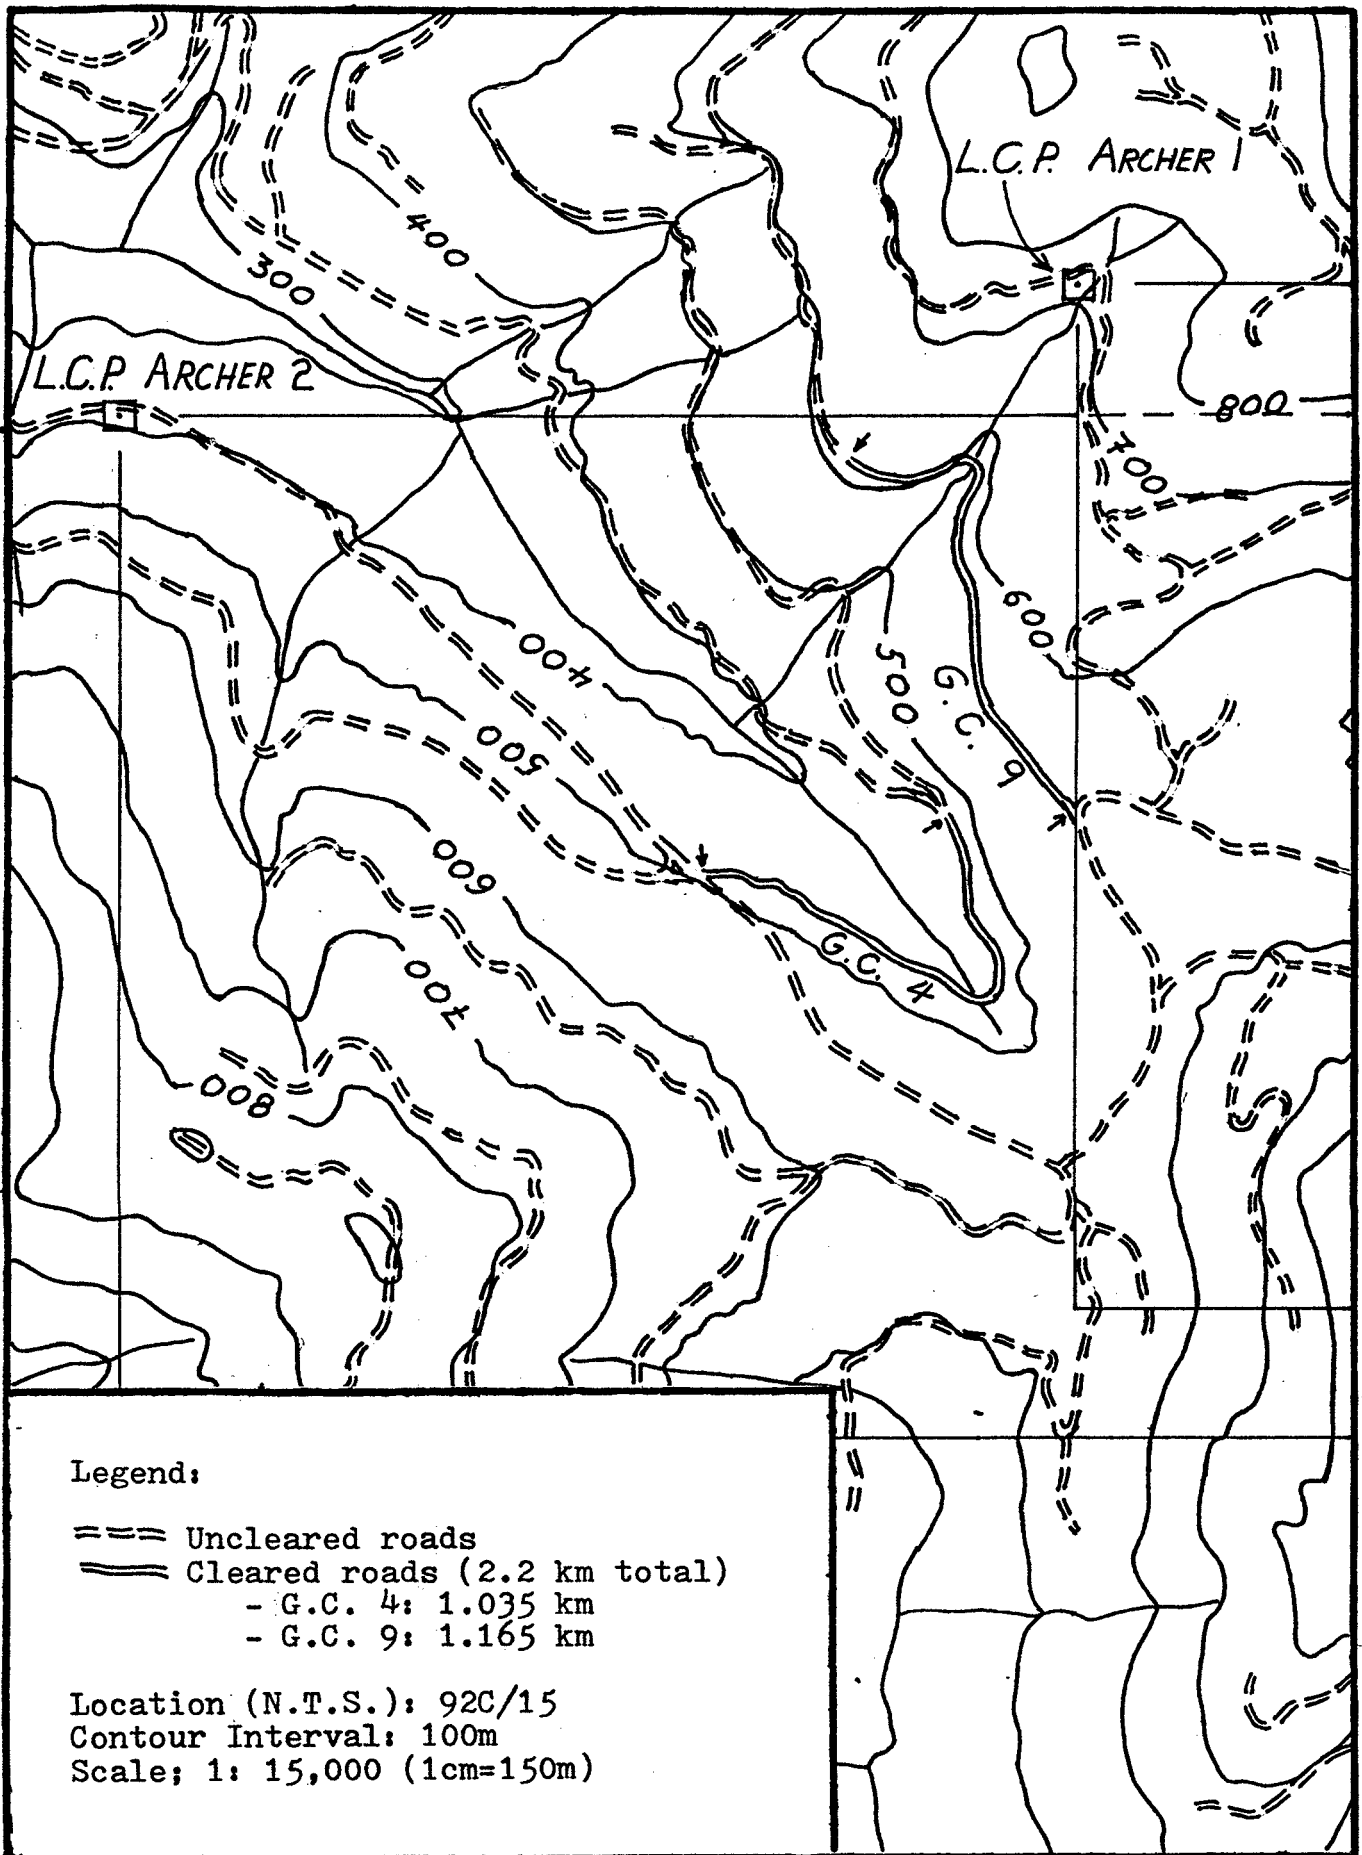 L.C.P. ARCHER 1
400
300
L.C.P. ARCHER 2
800
700
600
400
500
G.C. 9
500
600
G.C. 4
700
800
Legend:
=== Uncleared roads
Cleared roads (2.2 km total)
- G.C. 4: 1.035 km
- G.C. 9: 1.165 km
Location (N.T.S.): 92C/15
Contour Interval: 100m
Scale; 1: 15,000 (1cm=150m)